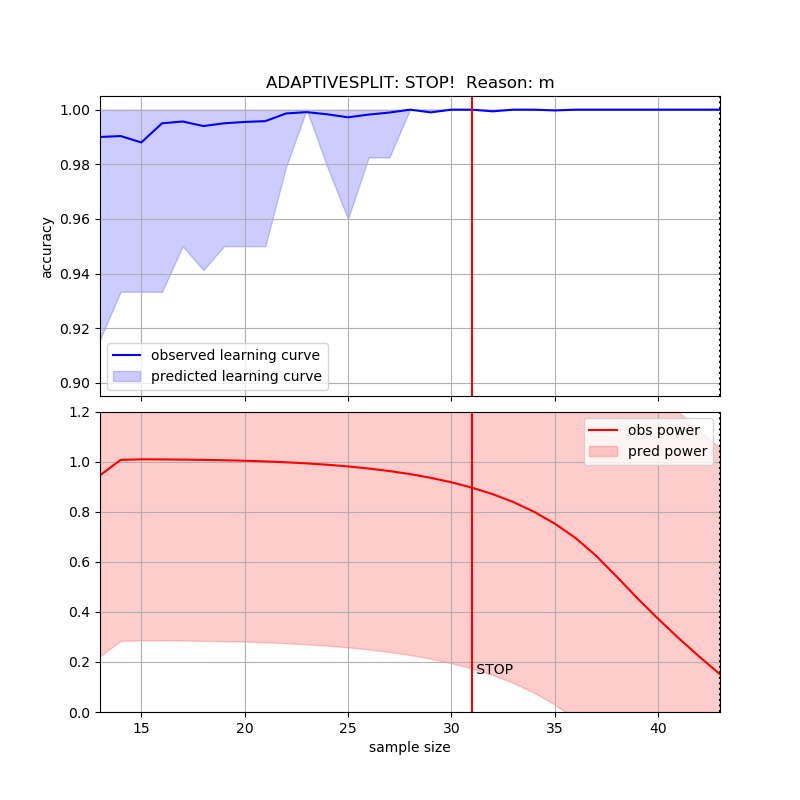 ADAPTIVESPLIT: STOP!  Reason: m
1.00
0.98
0.96
0.94
0.92
0.90
accuracy
observed learning curve
predicted learning curve
1.2
1.0
0.8
0.6
0.4
0.2
0.0
obs power
pred power
STOP
15 20 25 30 35 40
sample size